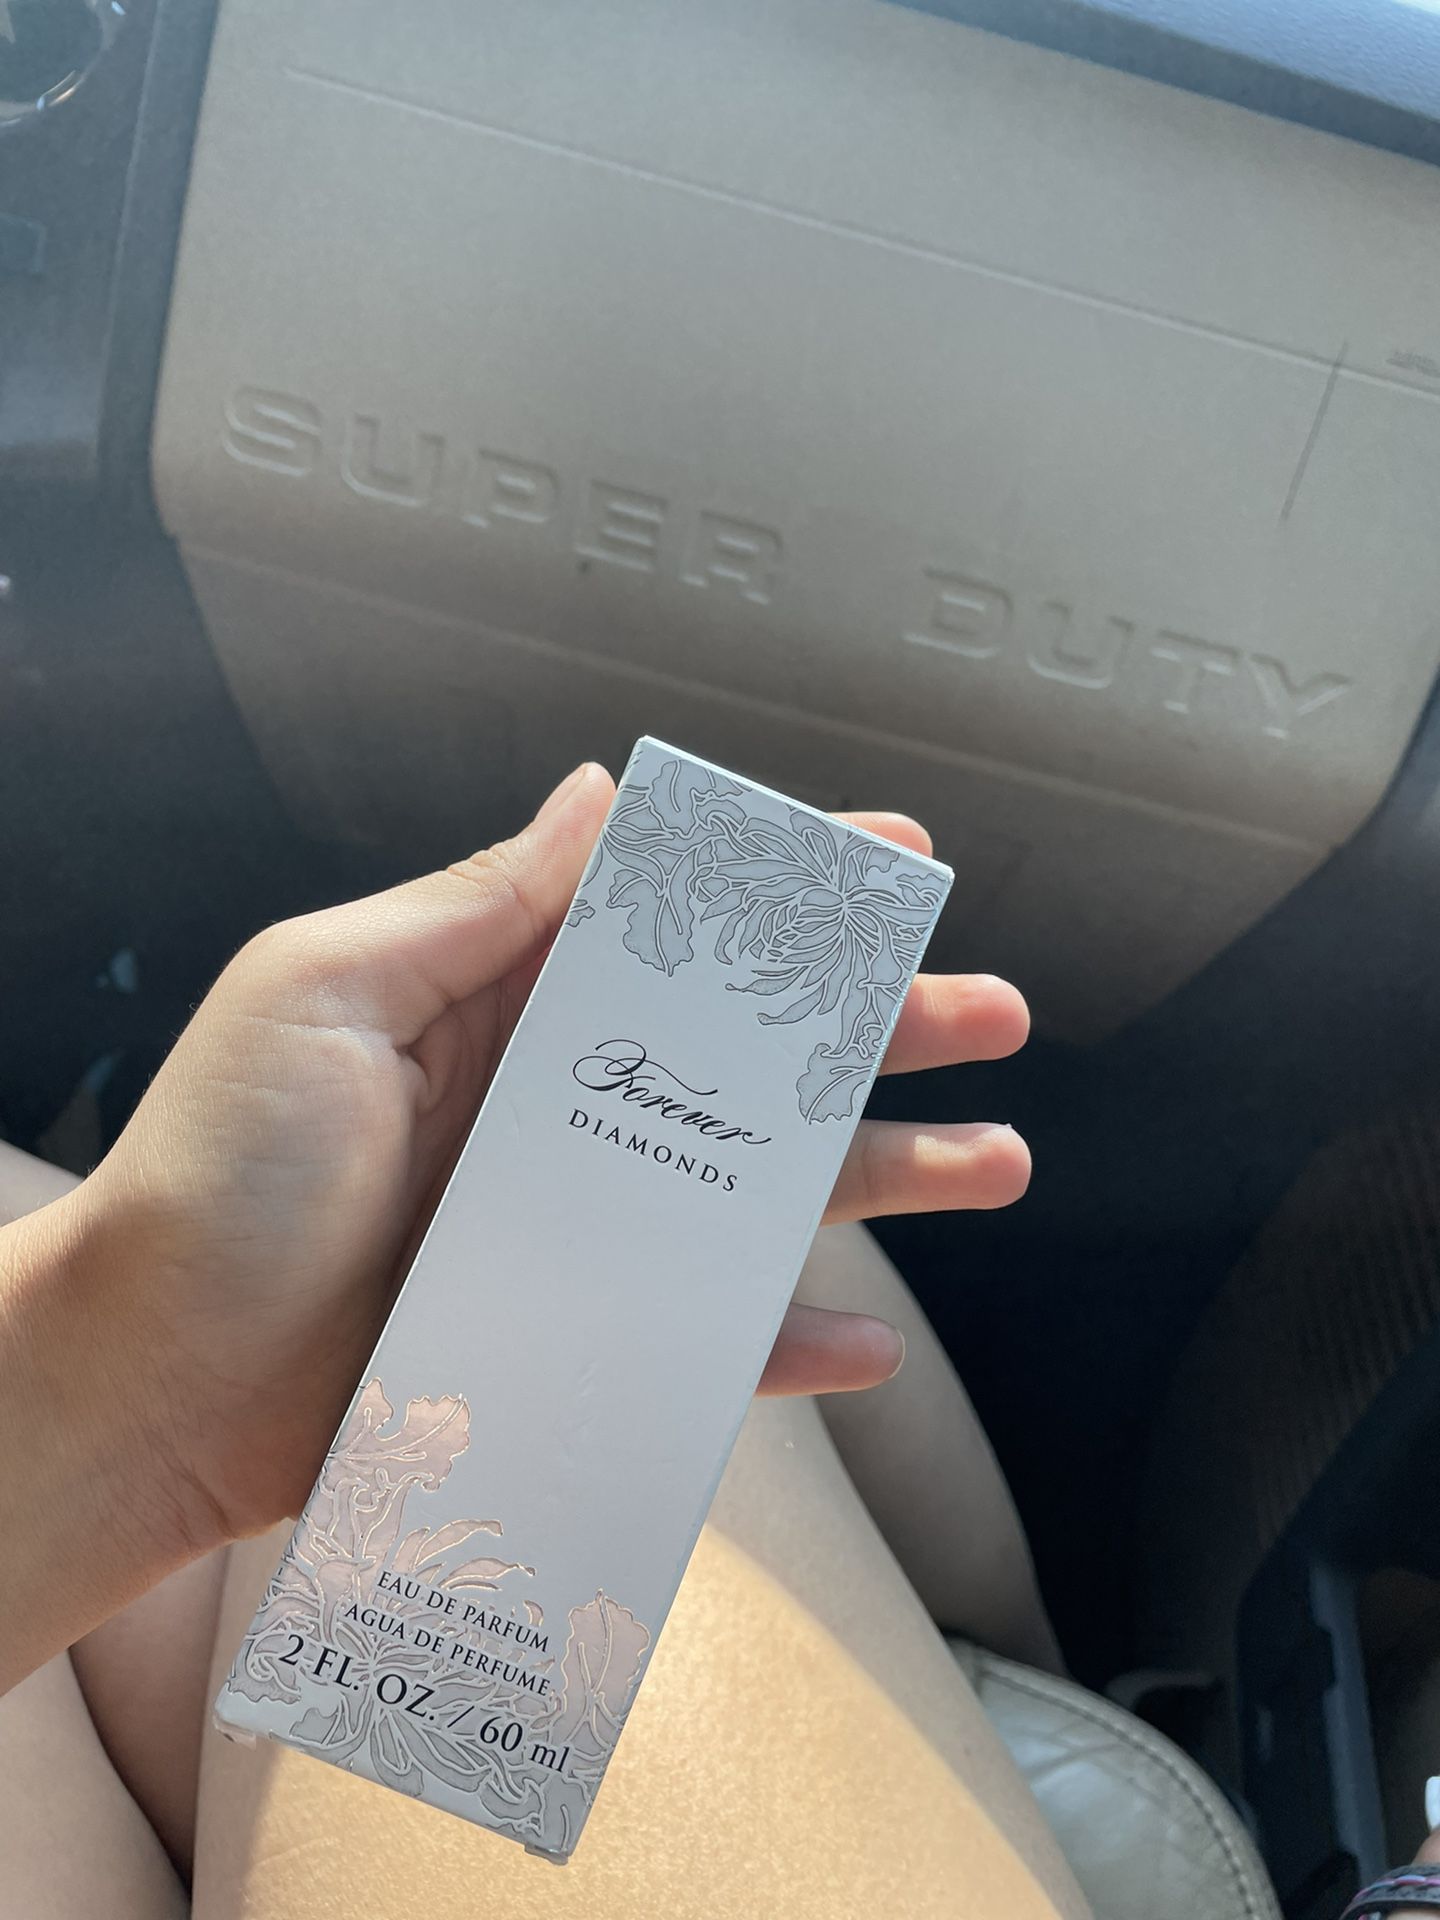 SUPER DUTY
Forever
DIAMONDS
EAU DE PARFUM
AGUA DE PERFUME
2 FL. OZ. / 60 ml